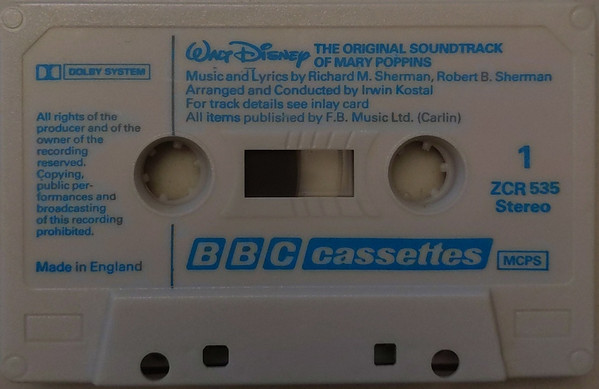 Walt Disney THE ORIGINAL SOUNDTRACK
OF MARY POPPINS
Music and Lyrics by Richard M. Sherman, Robert B. Sherman
Arranged and Conducted by Irwin Kostal
For track details see inlay card
All items published by F.B. Music Ltd. (Carlin)
DOLBY SYSTEM
All rights of the
producer and of the
owner of the
recording
reserved.
Copying,
public per-
formances and
broadcasting
of this recording
prohibited.
Made in England
1
ZCR 535
Stereo
BBC cassettes
MCPS